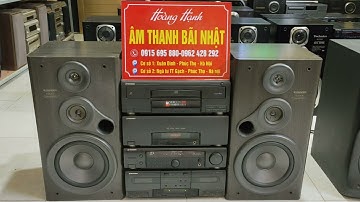 Hoàng Hạnh
ÂM THANH BÃI NHẬT
0915 695 880-0962 428 292
Cơ sở 1: Xuân Đình - Phúc Thọ - Hà Nội
Cơ sở 2: Ngã ba TT Gạch - Phúc Thọ - Hà Nội